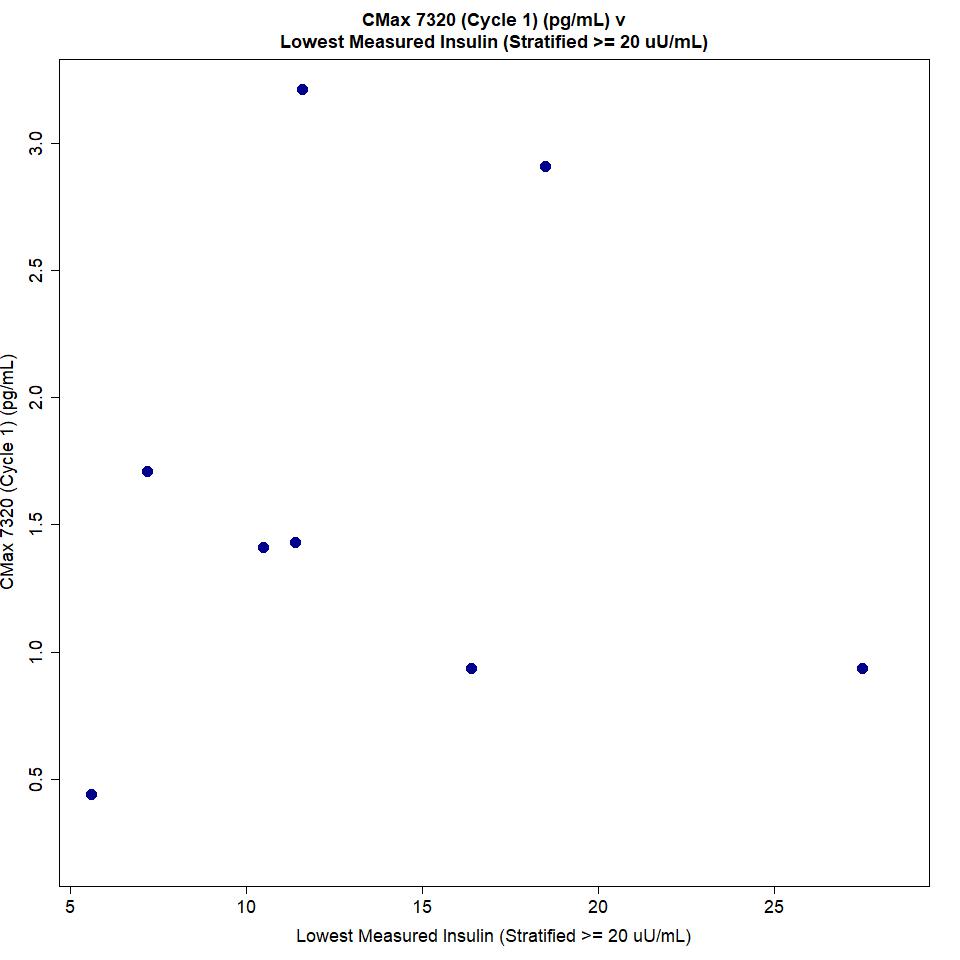 CMax 7320 (Cycle 1) (pg/mL) v
Lowest Measured Insulin (Stratified >= 20 uU/mL)
CMax 7320 (Cycle 1) (pg/mL)
3.0
2.5
2.0
1.5
1.0
0.5
5
10
15
20
25
Lowest Measured Insulin (Stratified >= 20 uU/mL)